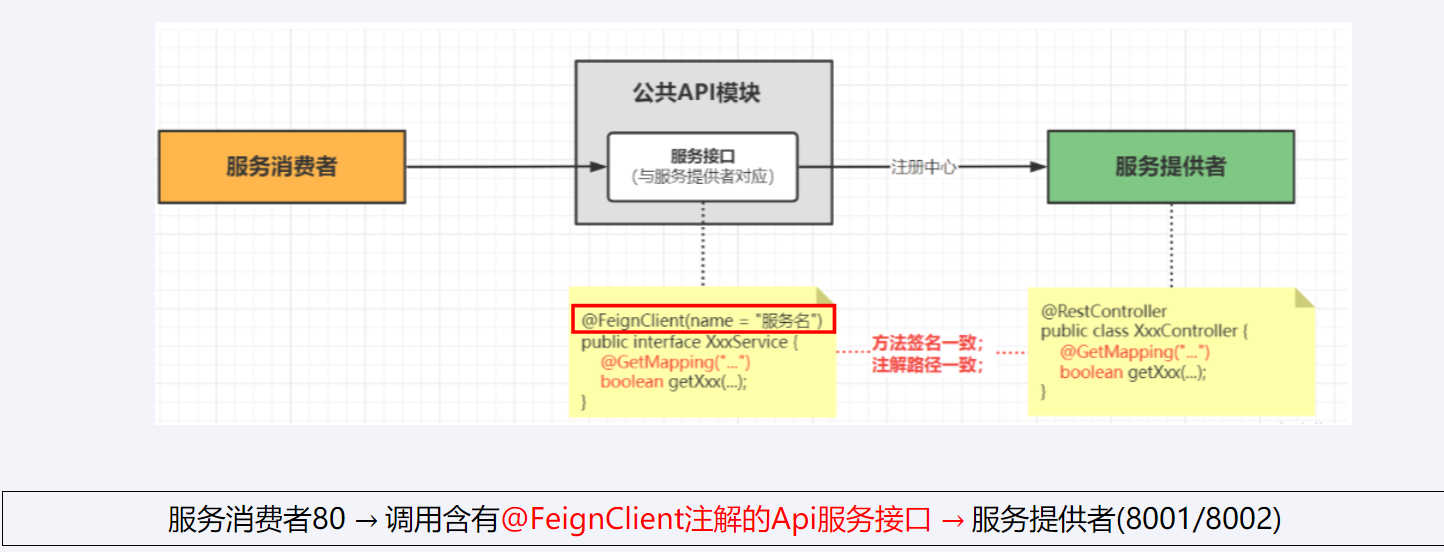 公共API模块
服务消费者
服务接口
（与服务提供者对应）
注册中心
服务提供者
@FeignClient(name = "服务名")
public interface XxxService {
@GetMapping("...")
boolean getXxx(...);
}
方法签名一致；
注解路径一致；
@RestController
public class XxxController {
@GetMapping("...")
boolean getXxx(...);
}
服务消费者80 → 调用含有@FeignClient注解的Api服务接口 → 服务提供者(8001/8002)